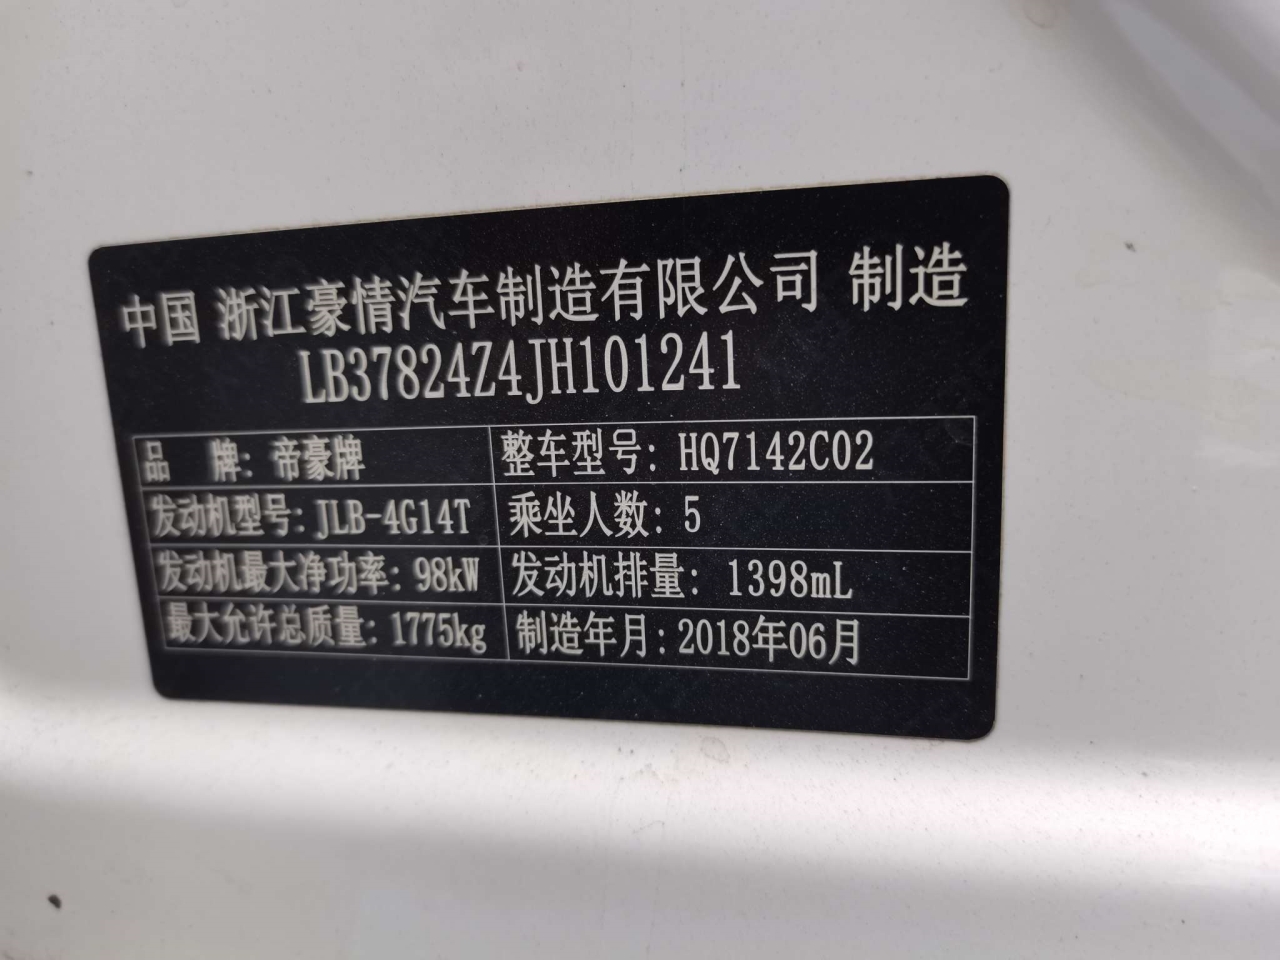 中国 浙江豪情汽车制造有限公司 制造
LB37824Z4JH101241
品 牌: 帝豪牌 整车型号: HQ7142C02
发动机型号: JLB-4G14T 乘坐人数: 5
发动机最大净功率: 98kW 发动机排量: 1398mL
最大允许总质量: 1775kg 制造年月: 2018年06月